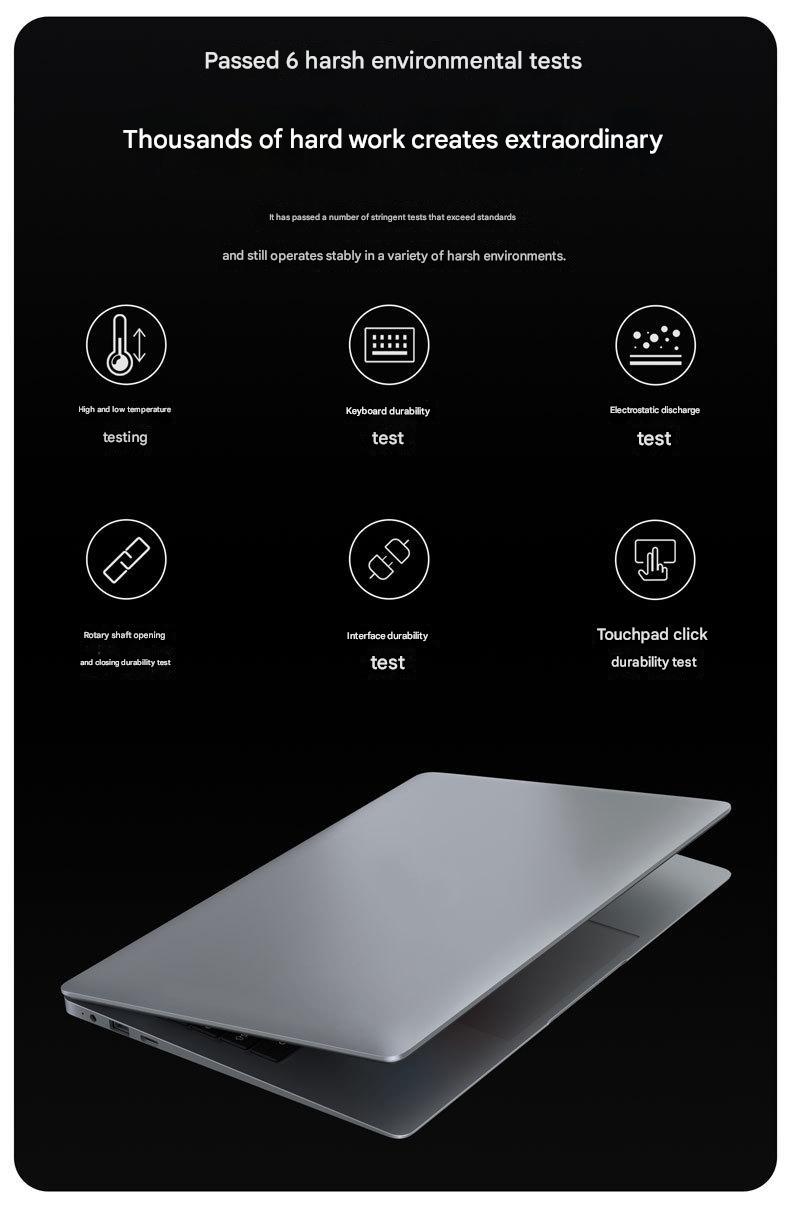 Passed 6 harsh environmental tests
Thousands of hard work creates extraordinary
It has passed a number of stringent tests that exceed standards
and still operates stably in a variety of harsh environments.
High and low temperature
testing
Keyboard durability
test
Electrostatic discharge
test
Rotary shaft opening
and closing durability test
Interface durability
test
Touchpad click
durability test